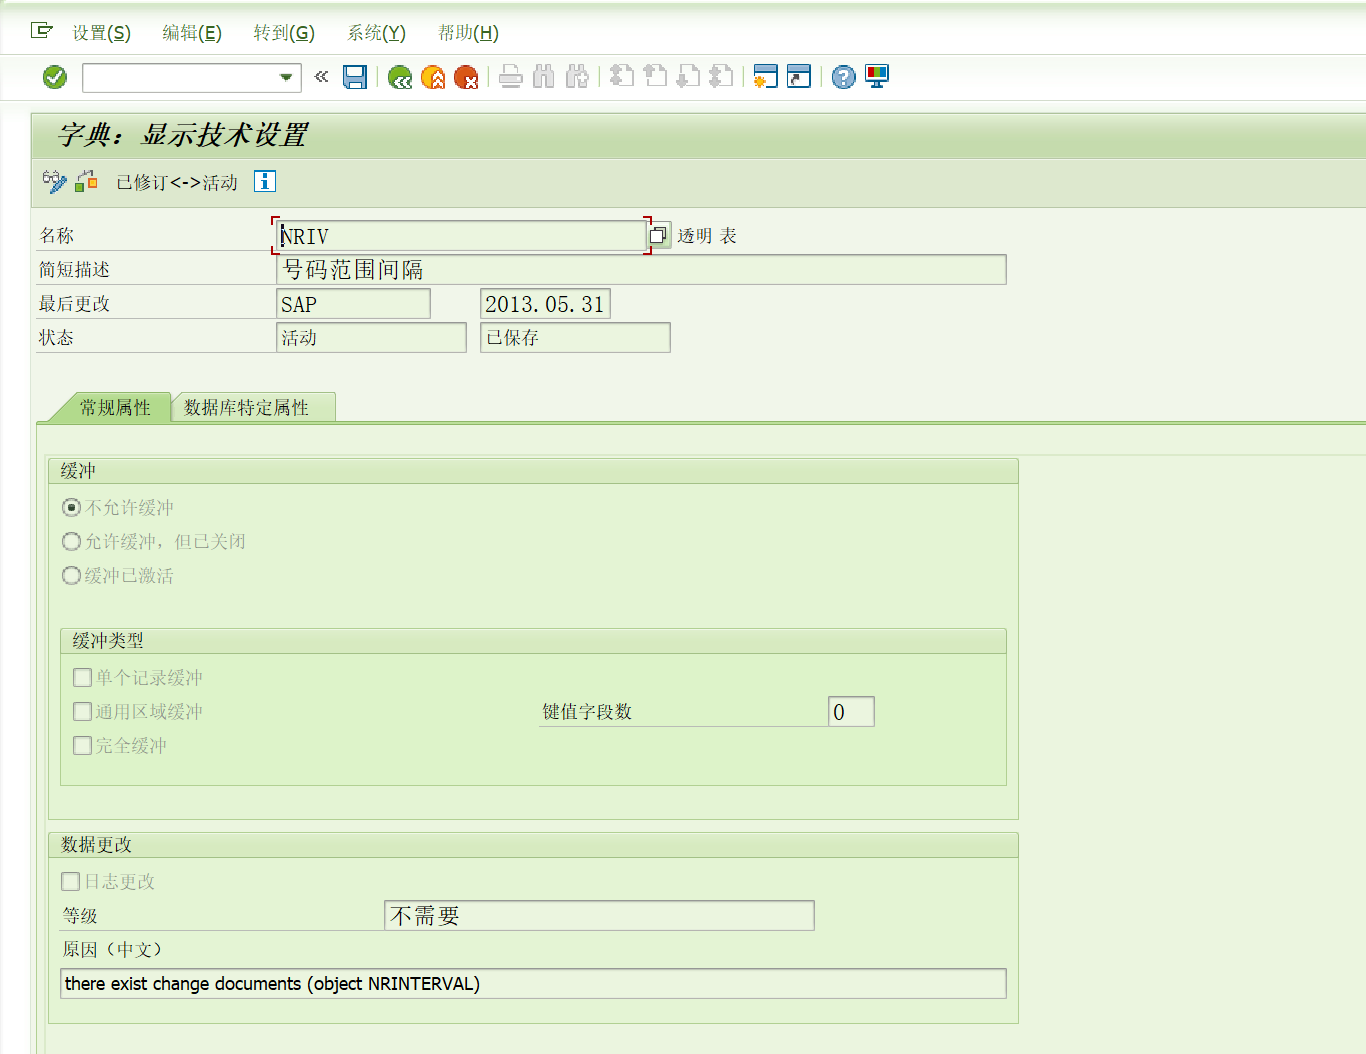 设置(S) 编辑(E) 转到(G) 系统(Y) 帮助(H)
字典：显示技术设置
已修订<->活动
名称 NRIV 透明 表
简短描述 号码范围间隔
最后更改 SAP 2013.05.31
状态 活动 已保存
常规属性 数据库特定属性
缓冲
不允许缓冲
允许缓冲，但已关闭
缓冲已激活
缓冲类型
单个记录缓冲
通用区域缓冲 键值字段数 0
完全缓冲
数据更改
日志更改
等级 不需要
原因（中文）
there exist change documents (object NRINTERVAL)